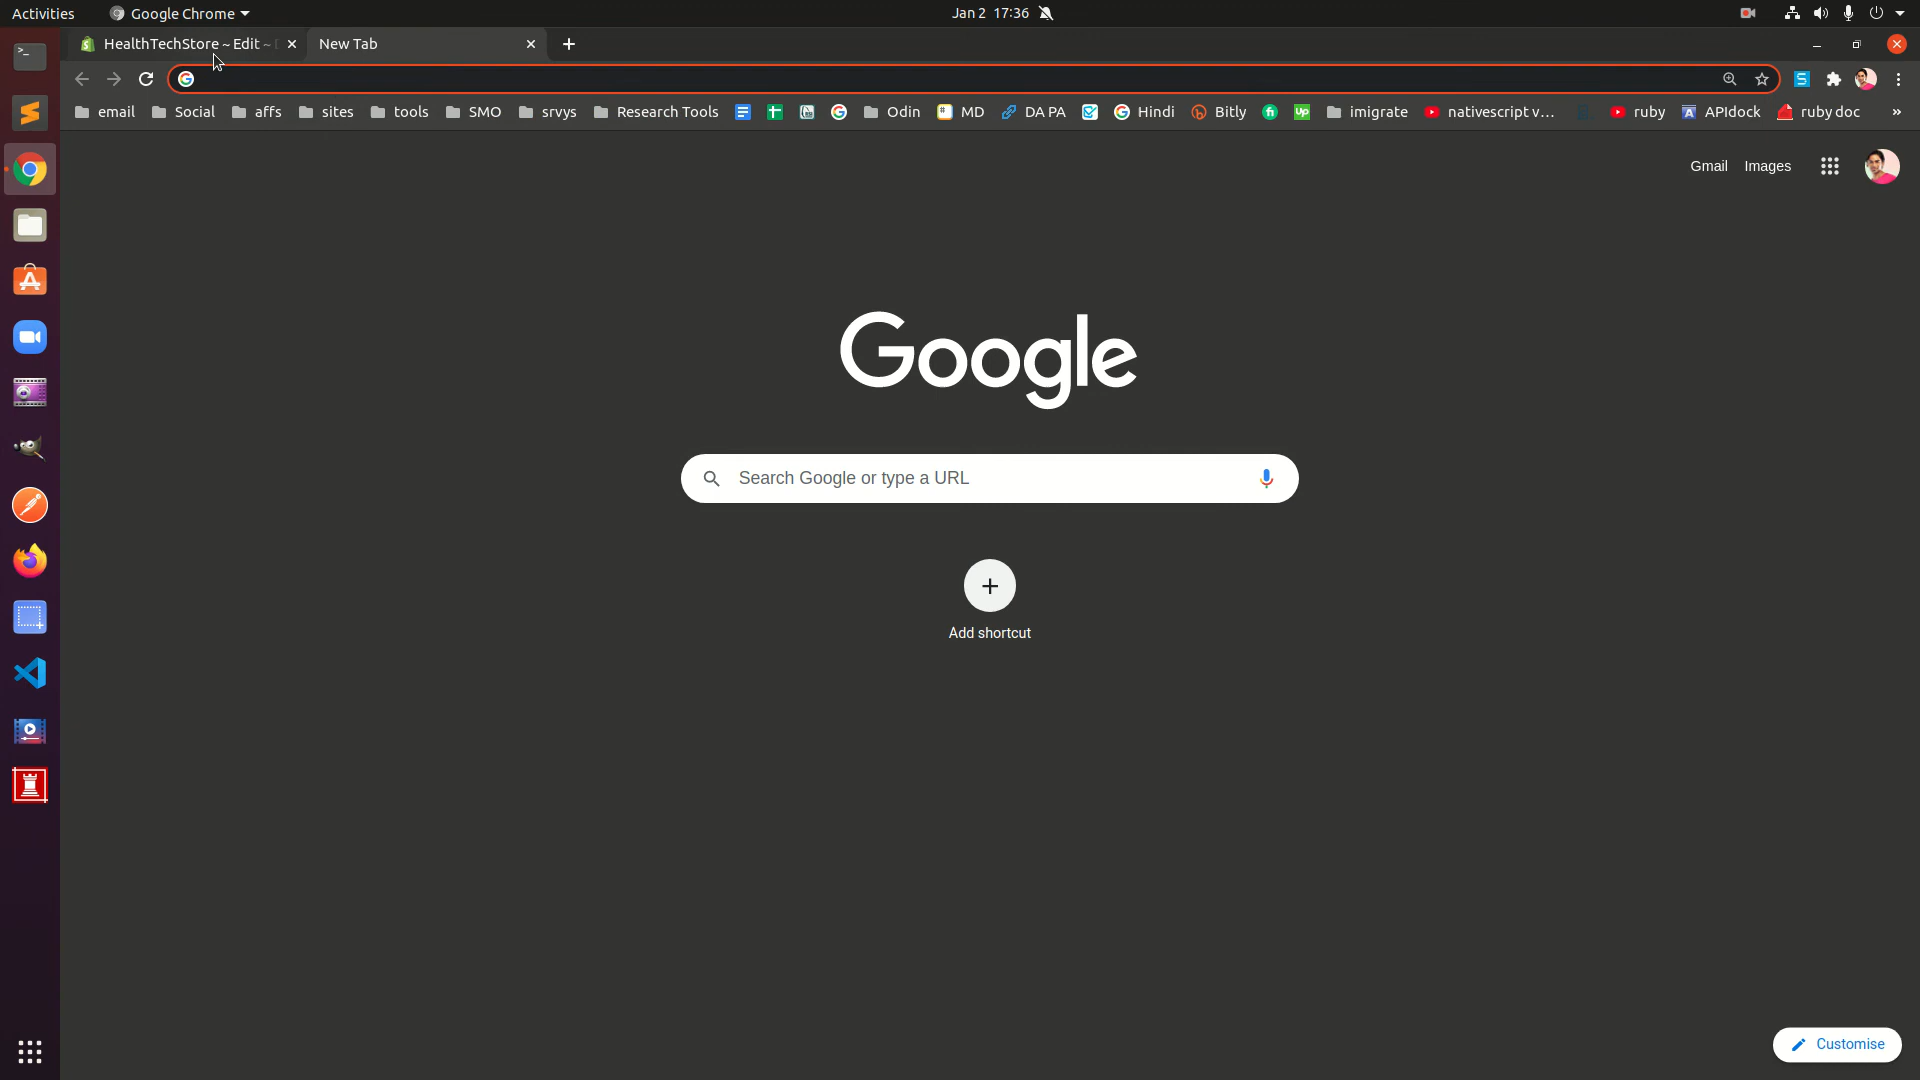 Activities Google Chrome Jan 2 17:36
HealthTechStore ~ Edit ~ New Tab
email Social affs sites tools SMO srvys Research Tools Odin MD DA PA Hindi Bitly imigrate nativescript v... ruby APIdock ruby doc »
Gmail Images
Google
Search Google or type a URL
Add shortcut
Customise